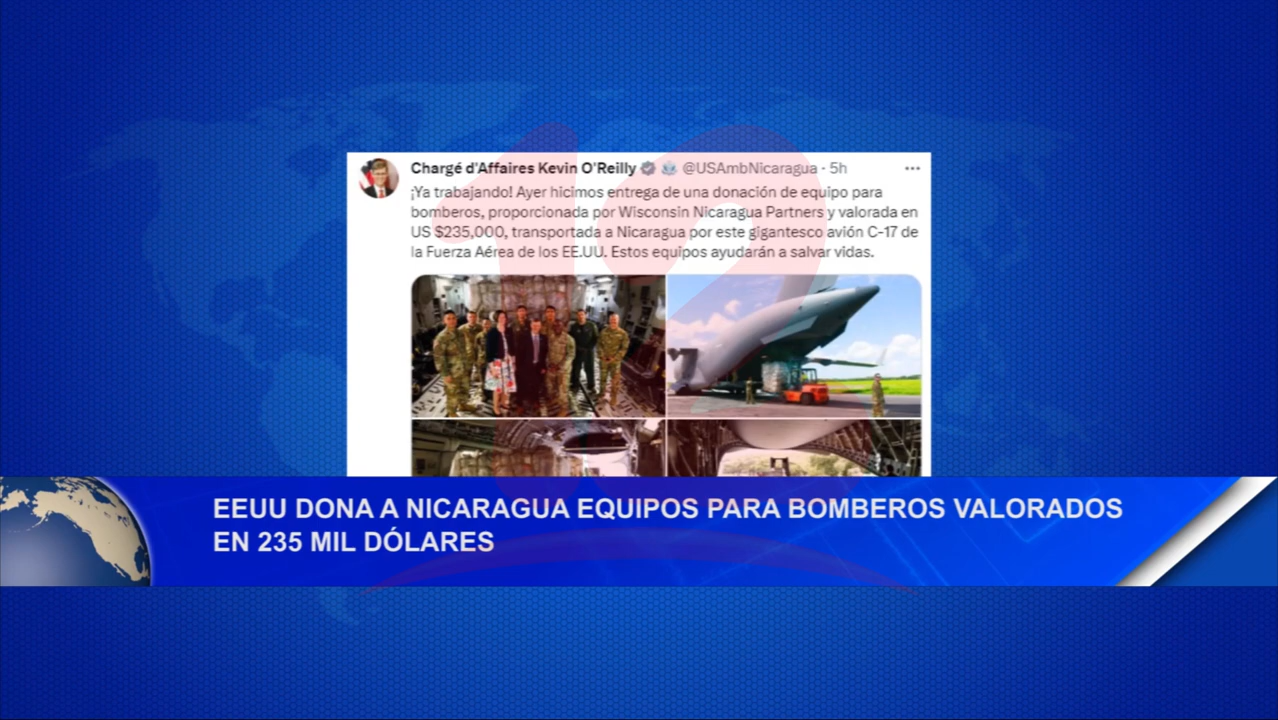 Chargé d'Affaires Kevin O'Reilly @USAmbNicaragua · 5h
¡Ya trabajando! Ayer hicimos entrega de una donación de equipo para
bomberos, proporcionada por Wisconsin Nicaragua Partners y valorada en
US $235,000, transportada a Nicaragua por este gigantesco avión C-17 de
la Fuerza Aérea de los EE.UU. Estos equipos ayudarán a salvar vidas.
12
EEUU DONA A NICARAGUA EQUIPOS PARA BOMBEROS VALORADOS
EN 235 MIL DÓLARES